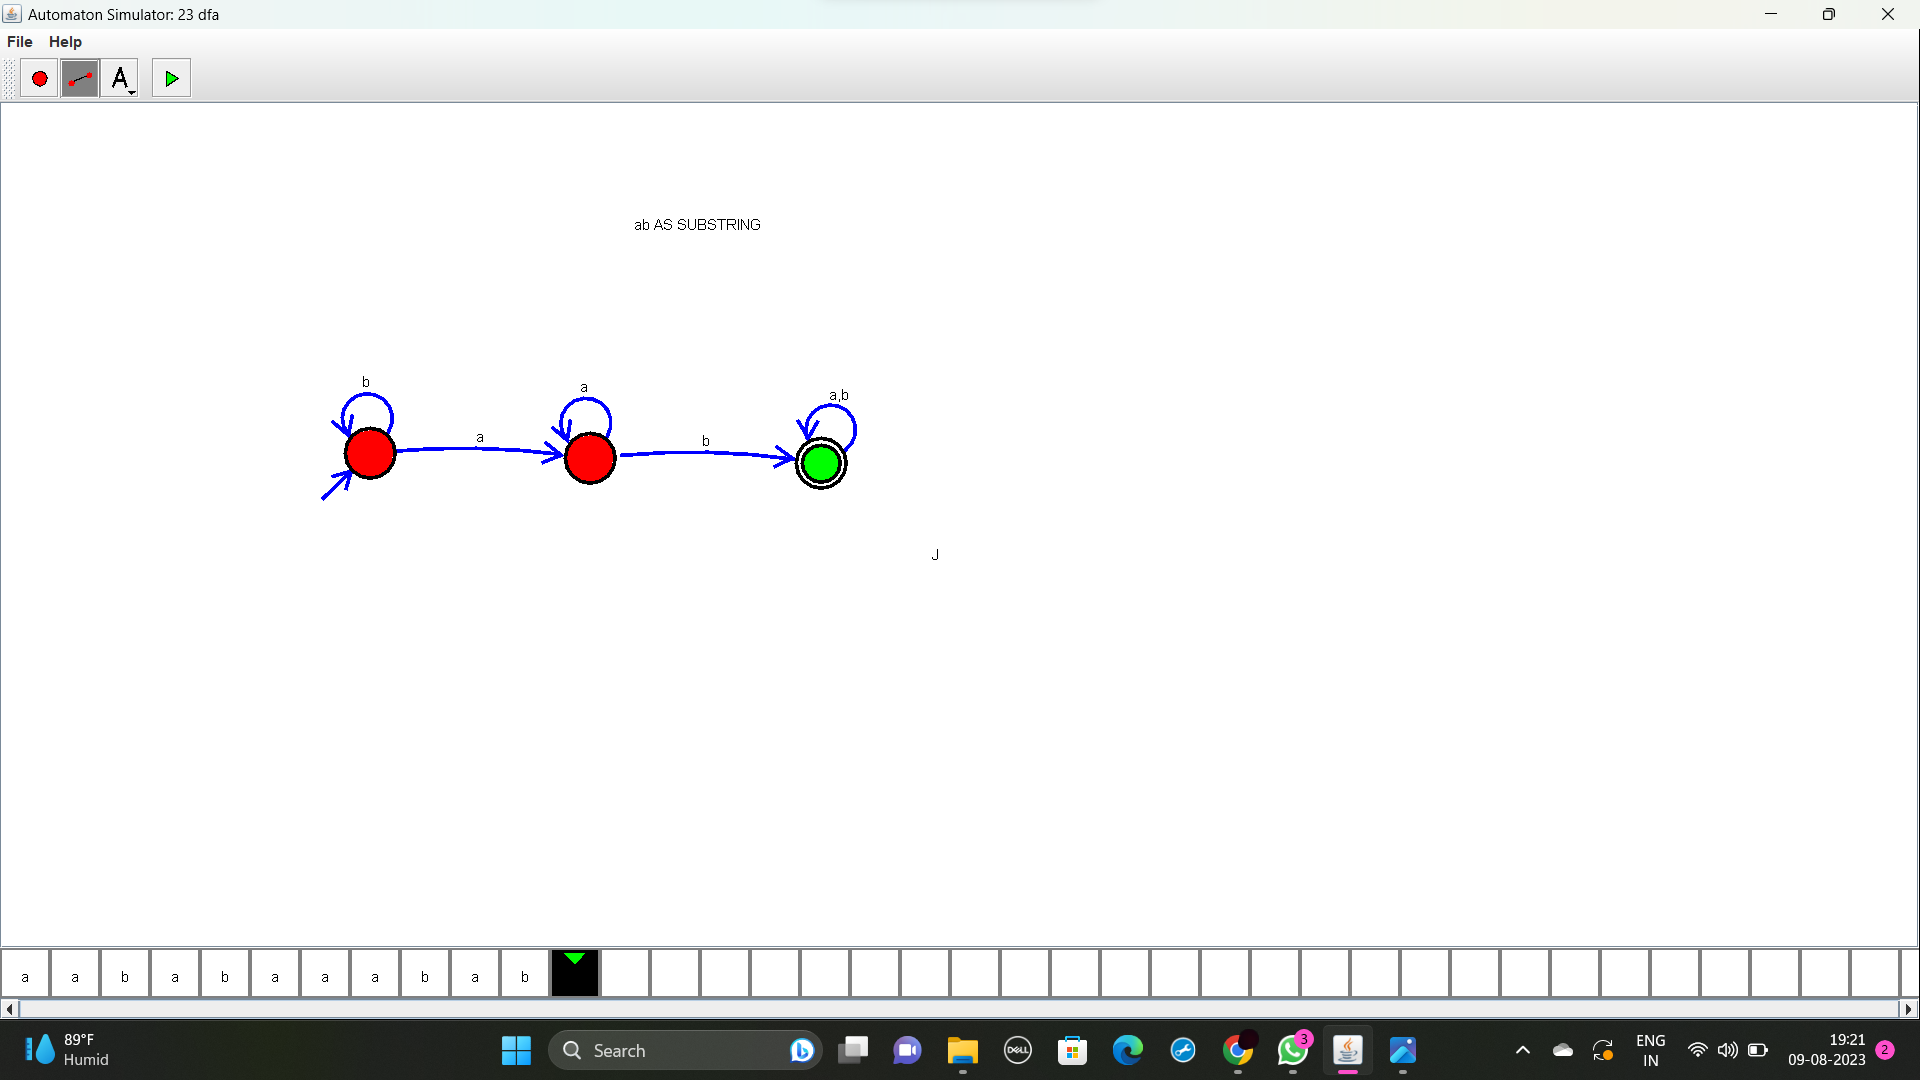 Automaton Simulator: 23 dfa
File Help
A
ab AS SUBSTRING
b
a
a,b
a
b
J
a a b a b a a a b a b
89°F
Humid
Search
DELL
3
ENG
IN
19:21
09-08-2023
2